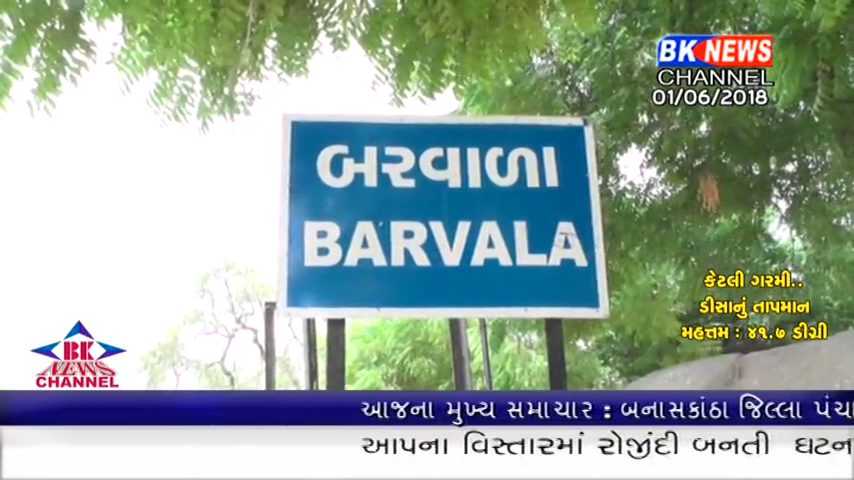 BK NEWS
CHANNEL
01/06/2018
બરવાળા
BARVALA
કેટલી ગરમી..
ડીસાનું તાપમાન
મહત્તમ : ૪૧.૭ ડીગ્રી
BK
NEWS
CHANNEL
આજના મુખ્ય સમાચાર : બનાસકાંઠા જિલ્લા પંચા
આપના વિસ્તારમાં રોજીંદી બનતી ઘટન